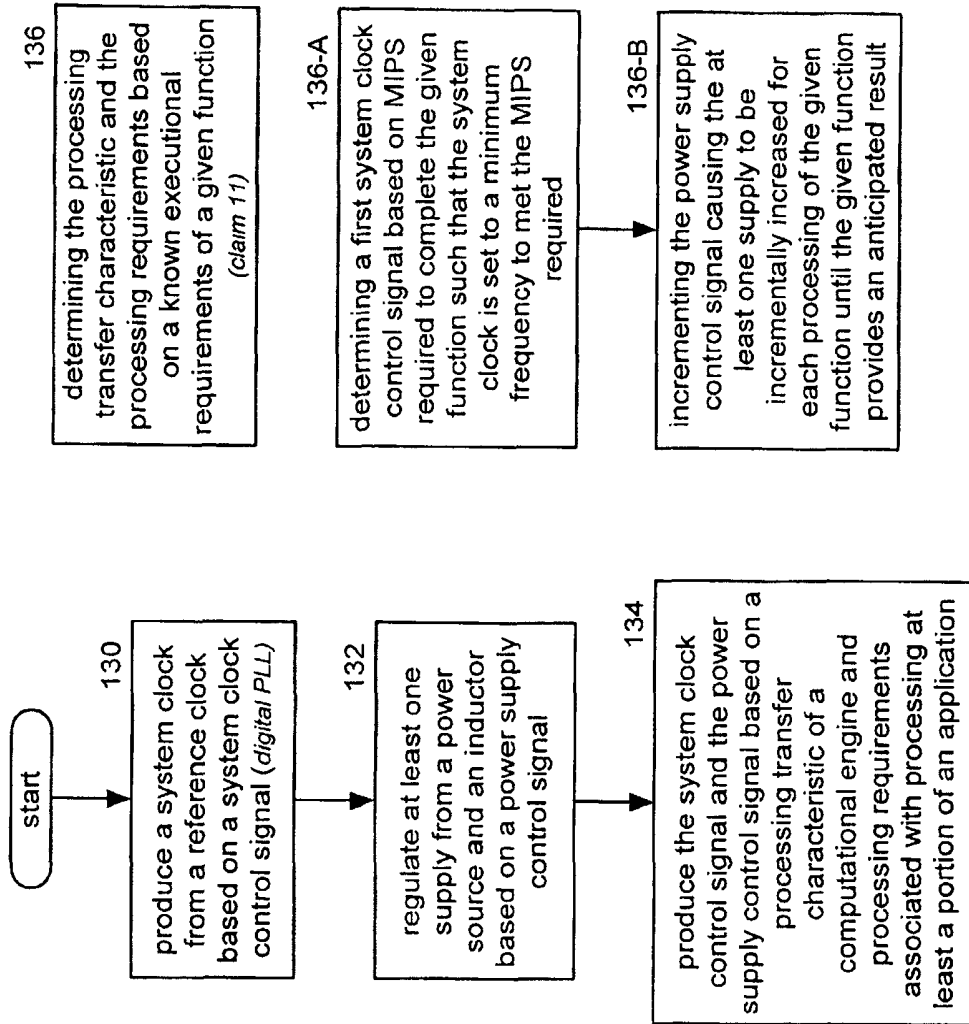 start
130
produce a system clock
from a reference clock
based on a system clock
control signal (digital PLL)
132
regulate at least one
supply from a power
source and an inductor
based on a power supply
control signal
134
produce the system clock
control signal and the power
supply control signal based on a
processing transfer
characteristic of a
computational engine and
processing requirements
associated with processing at
least a portion of an application
136
determining the processing
transfer characteristic and the
processing requirements based
on a known executional
requirements of a given function
(claim 11)
136-A
determining a first system clock
control signal based on MIPS
required to complete the given
function such that the system
clock is set to a minimum
frequency to met the MIPS
required
136-B
incrementing the power supply
control signal causing the at
least one supply to be
incrementally increased for
each processing of the given
function until the given function
provides an anticipated result